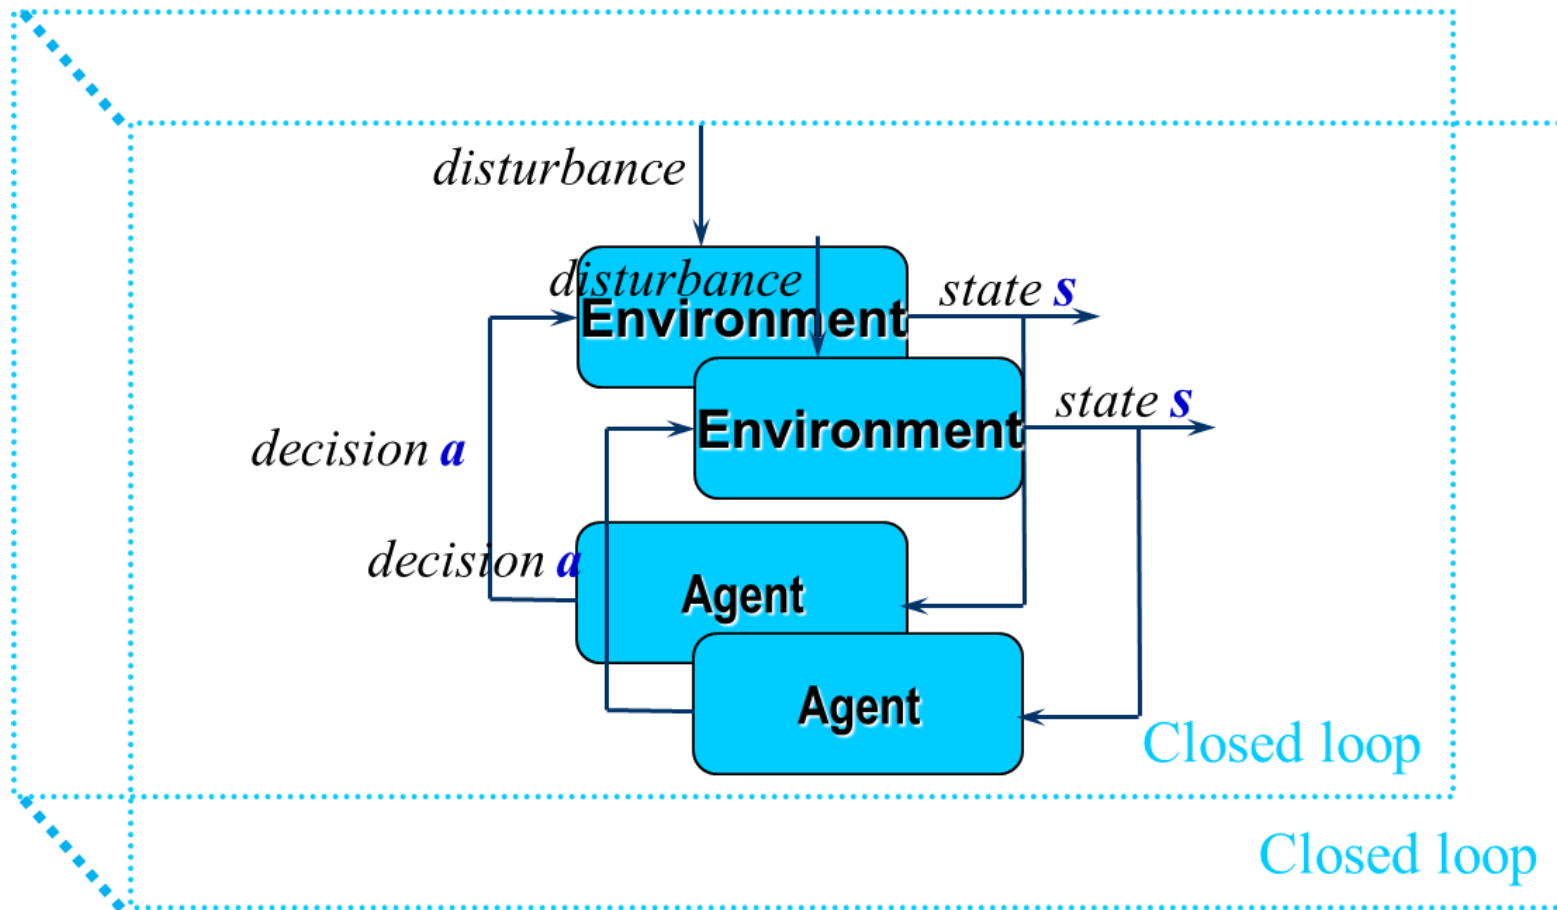 disturbance
disturbance
state s
Environment
state s
Environment
decision a
decision a
Agent
Agent
Closed loop
Closed loop